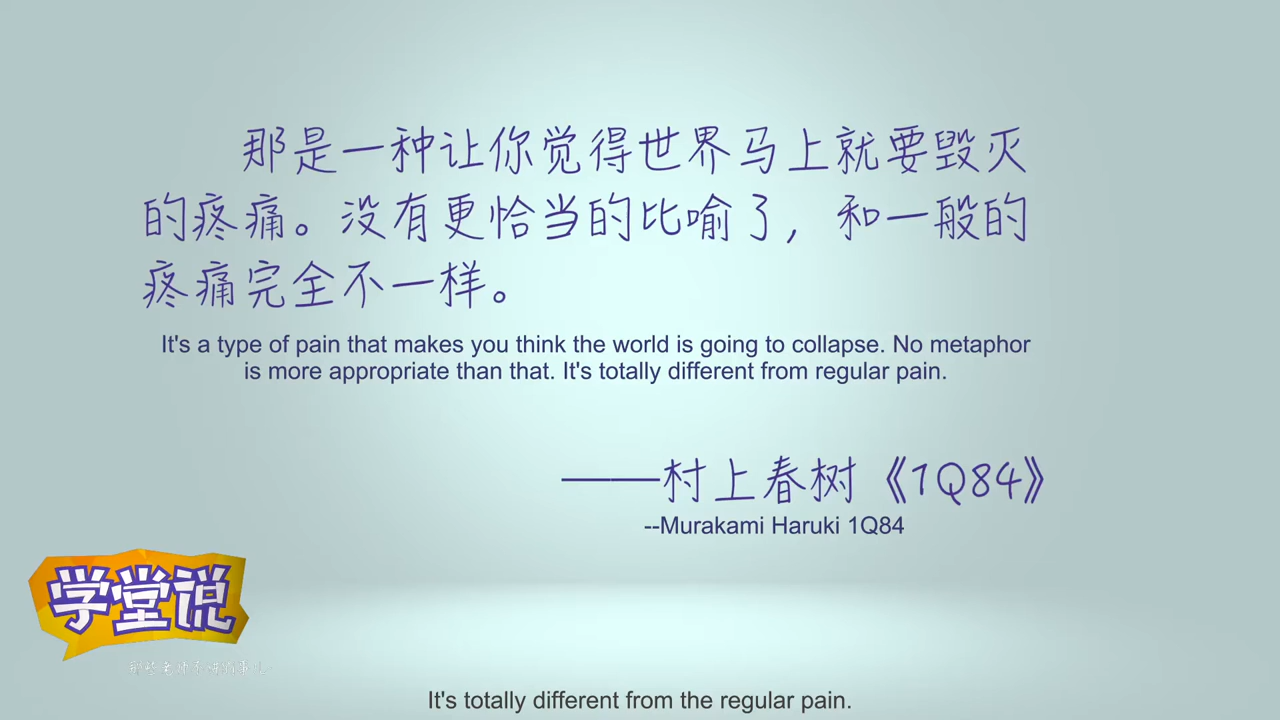 那是一种让你觉得世界马上就要毁灭
的疼痛。没有更恰当的比喻了，和一般的
疼痛完全不一样。
It's a type of pain that makes you think the world is going to collapse. No metaphor
is more appropriate than that. It's totally different from regular pain.
——村上春树《1Q84》
--Murakami Haruki 1Q84
学堂说
It's totally different from the regular pain.